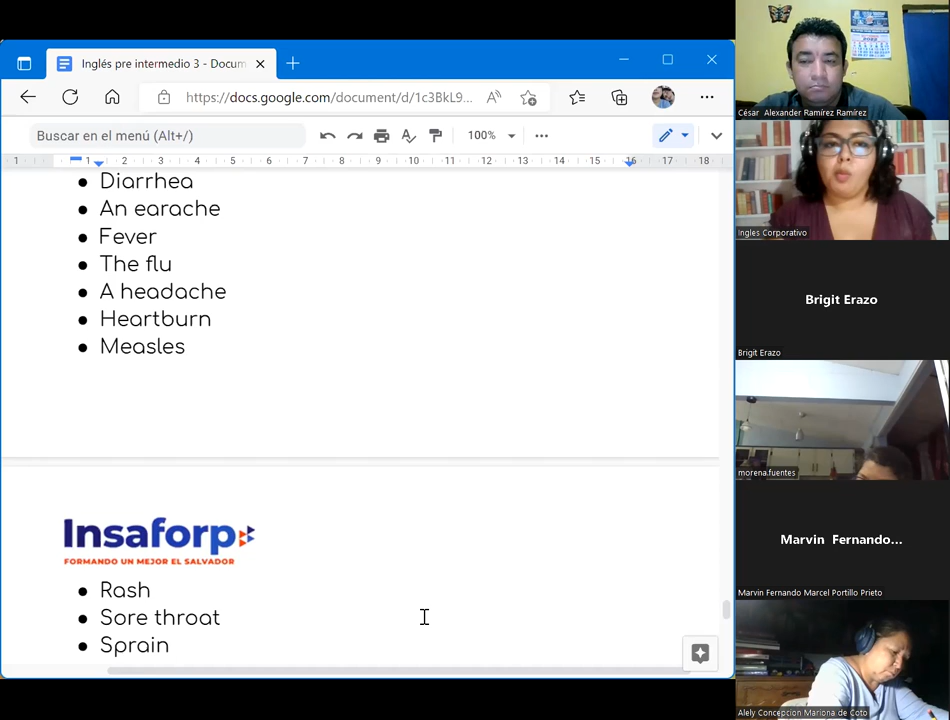 Inglés pre intermedio 3 - Docum
https://docs.google.com/document/d/1c3BkL9...
Buscar en el menú (Alt+/)
100%
1 1 2 3 4 5 6 7 8 9 10 11 12 13 14 15 16 17 18
Diarrhea
An earache
Fever
The flu
A headache
Heartburn
Measles
Insaforp
FORMANDO UN MEJOR EL SALVADOR
Rash
Sore throat
Sprain
César Alexander Ramírez Ramírez
Ingles Corporativo
Brigit Erazo
Brigit Erazo
morena.fuentes
Marvin Fernando...
Marvin Fernando Marcel Portillo Prieto
Alely Concepcion Mariona de Coto